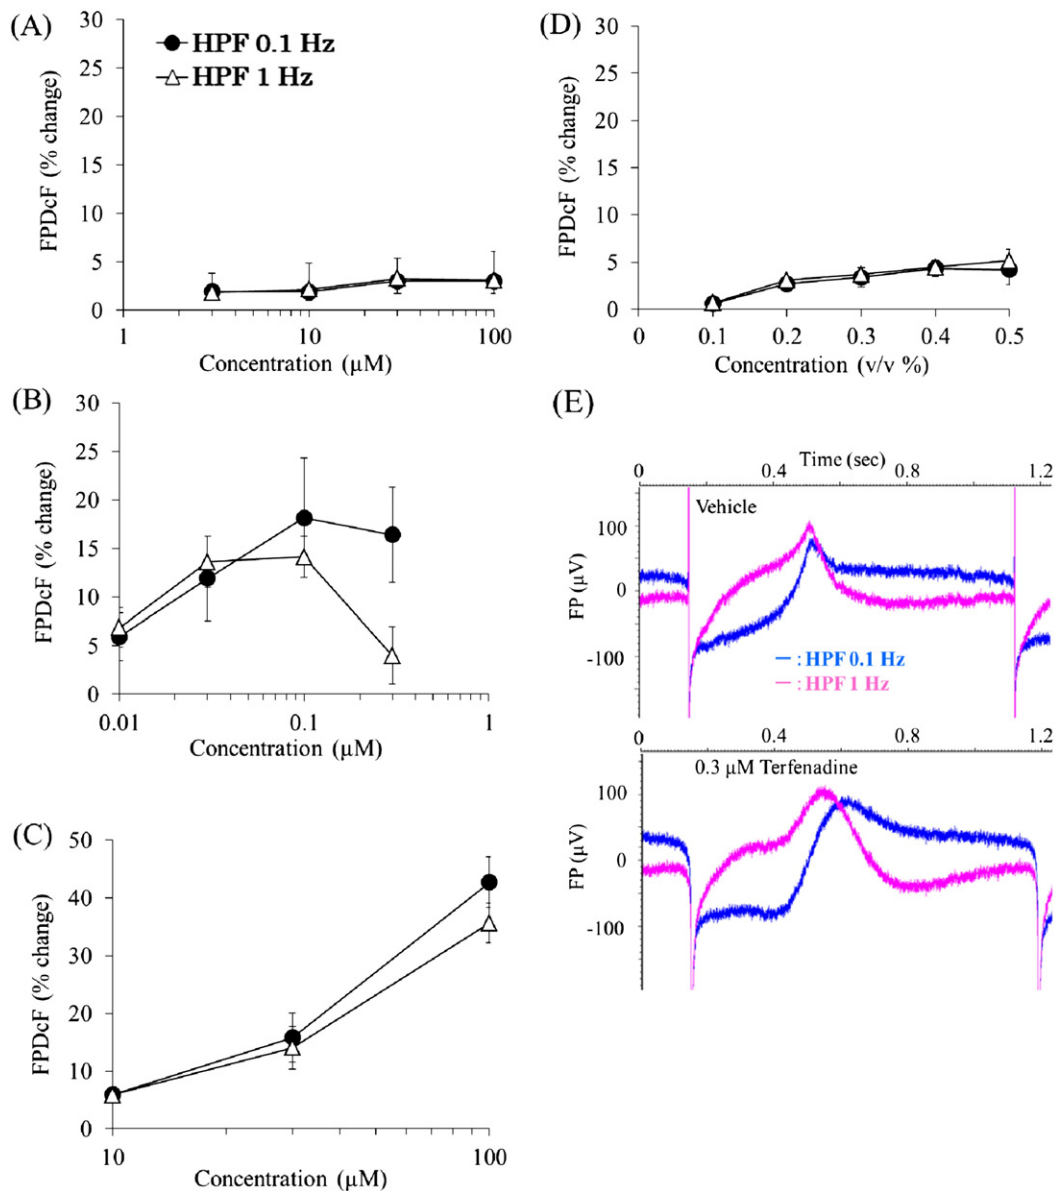 (A)
30
25
20
15
10
5
0
FPDcF (% change)
HPF 0.1 Hz
HPF 1 Hz
1
10
100
Concentration (µM)
(D)
30
25
20
15
10
5
0
FPDcF (% change)
0
0.1
0.2
0.3
0.4
0.5
Concentration (v/v %)
(B)
30
25
20
15
10
5
0
FPDcF (% change)
0.01
0.1
1
Concentration (µM)
(E)
Time (sec)
0
0.4
0.8
1.2
Vehicle
100
0
-100
FP (µV)
— : HPF 0.1 Hz
— : HPF 1 Hz
0
0.4
0.8
1.2
0.3 µM Terfenadine
100
0
-100
FP (µV)
(C)
50
40
30
20
10
0
FPDcF (% change)
10
100
Concentration (µM)